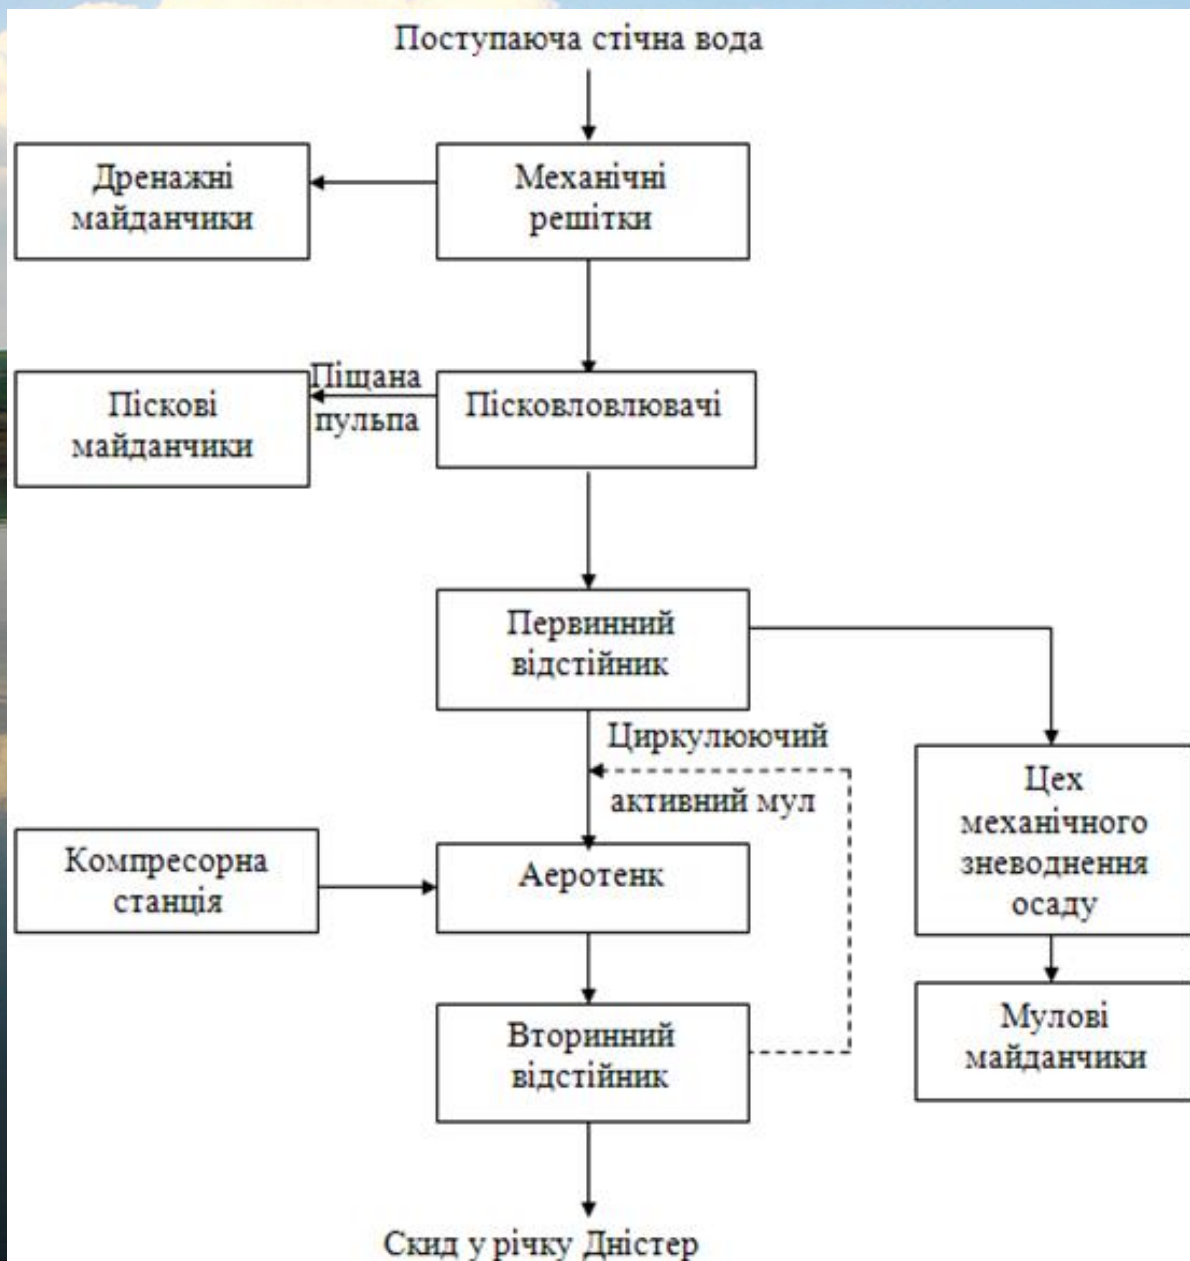 Поступаюча стічна вода
Дренажні
майданчики
Механічні
решітки
Піскові
майданчики
Піщана
пульпа
Пісковловлювачі
Первинний
відстійник
Циркулюючий
активний мул
Цех
механічного
зневоднення
осаду
Компресорна
станція
Аеротенк
Вторинний
відстійник
Мулові
майданчики
Скид у річку Дністер